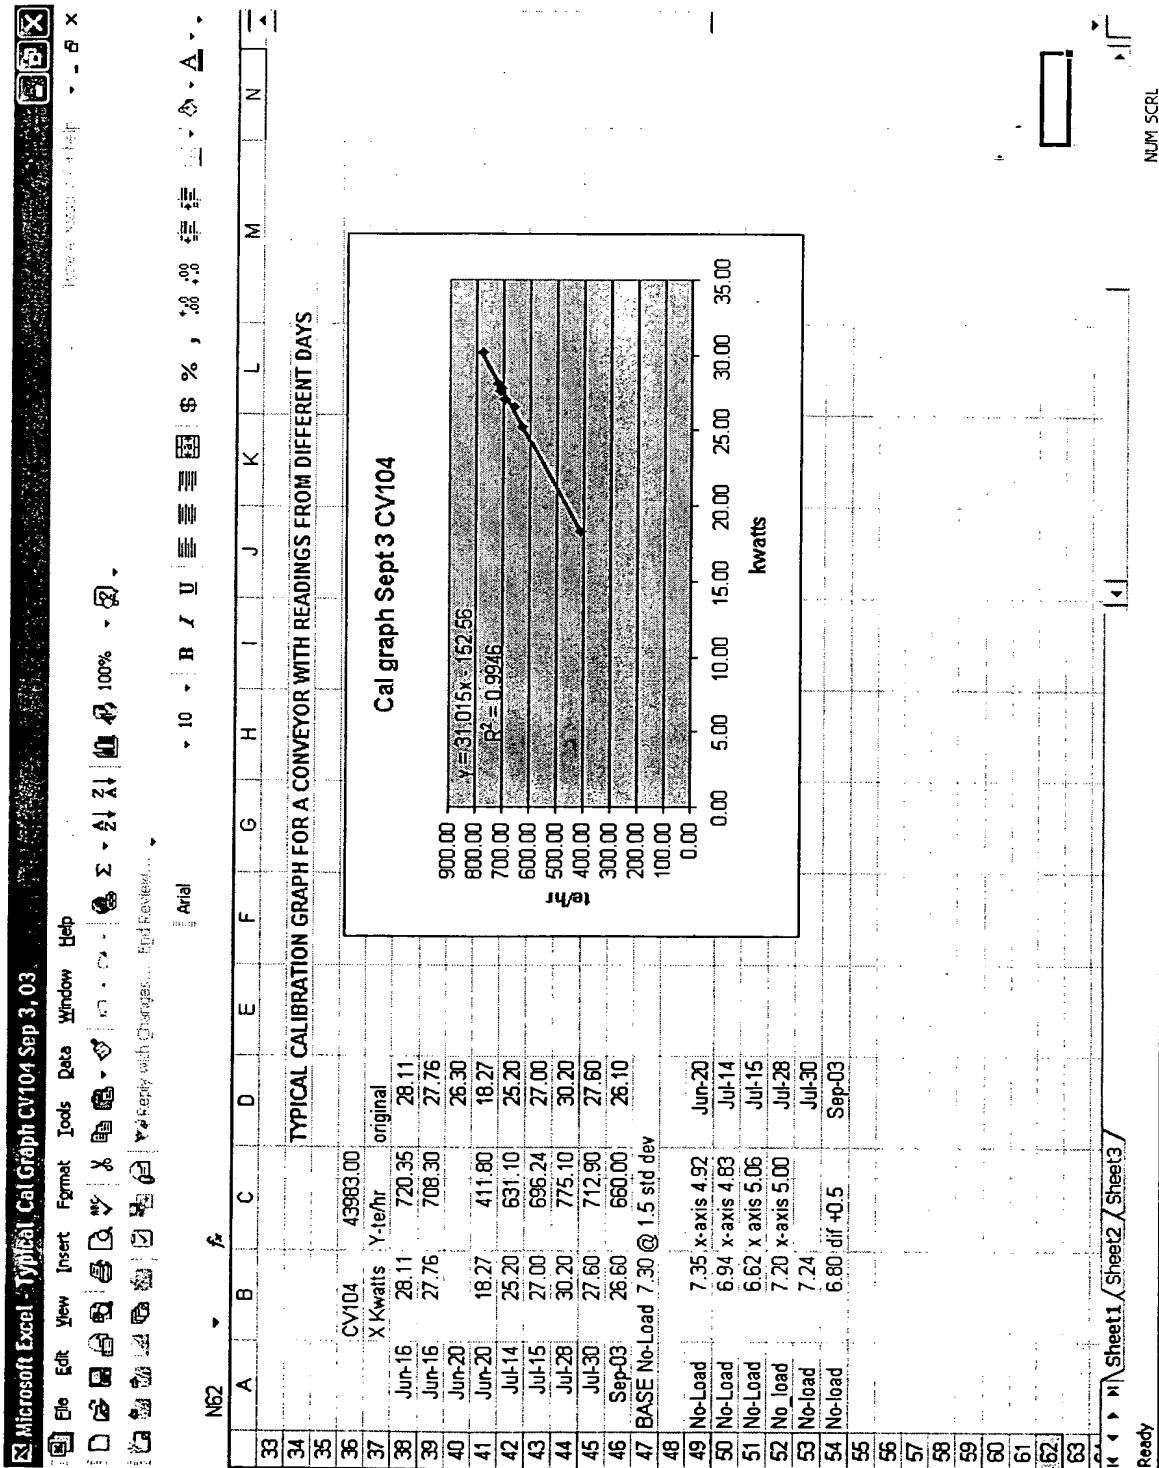 Microsoft Excel - Typical Cal Graph CV104 Sep 3, 03
File Edit View Insert Format Tools Data Window Help
100%
Reply with Changes... End Review...
Arial 10 B I U $ % ,
N62 fx
A B C D E F G H I J K L M N
33
34 TYPICAL CALIBRATION GRAPH FOR A CONVEYOR WITH READINGS FROM DIFFERENT DAYS
35
36 CV104 43983.00
37 X Kwatts Y-te/hr original
38 Jun-16 28.11 720.35 28.11
39 Jun-16 27.76 708.30 27.76
40 Jun-20 26.30
41 Jun-20 18.27 411.80 18.27
42 Jul-14 25.20 631.10 25.20
43 Jul-15 27.00 696.24 27.00
44 Jul-28 30.20 775.10 30.20
45 Jul-30 27.60 712.90 27.60
46 Sep-03 26.60 660.00 26.10
47 BASE No-Load 7.30 @ 1.5 std dev
48
49 No-Load 7.35 x-axis 4.92 Jun-20
50 No-Load 6.94 x-axis 4.83 Jul-14
51 No-Load 6.62 x-axis 5.06 Jul-15
52 No_load 7.20 x-axis 5.00 Jul-28
53 No-load 7.24 Jul-30
54 No-load 6.80 dif +0.5 Sep-03
55
56
57
58
59
60
61
62
63
Cal graph Sept 3 CV104
y = 31.015x - 152.56
R² = 0.9946
te/hr
900.00
800.00
700.00
600.00
500.00
400.00
300.00
200.00
100.00
0.00
0.00 5.00 10.00 15.00 20.00 25.00 30.00 35.00
kwatts
Sheet1 Sheet2 Sheet3
Ready NUM SCRL